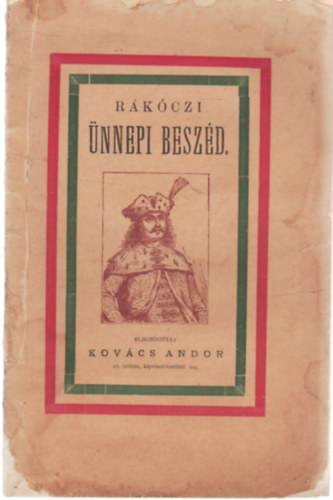 RÁKÓCZI
ÜNNEPI BESZÉD.
KOVÁCS ANDOR